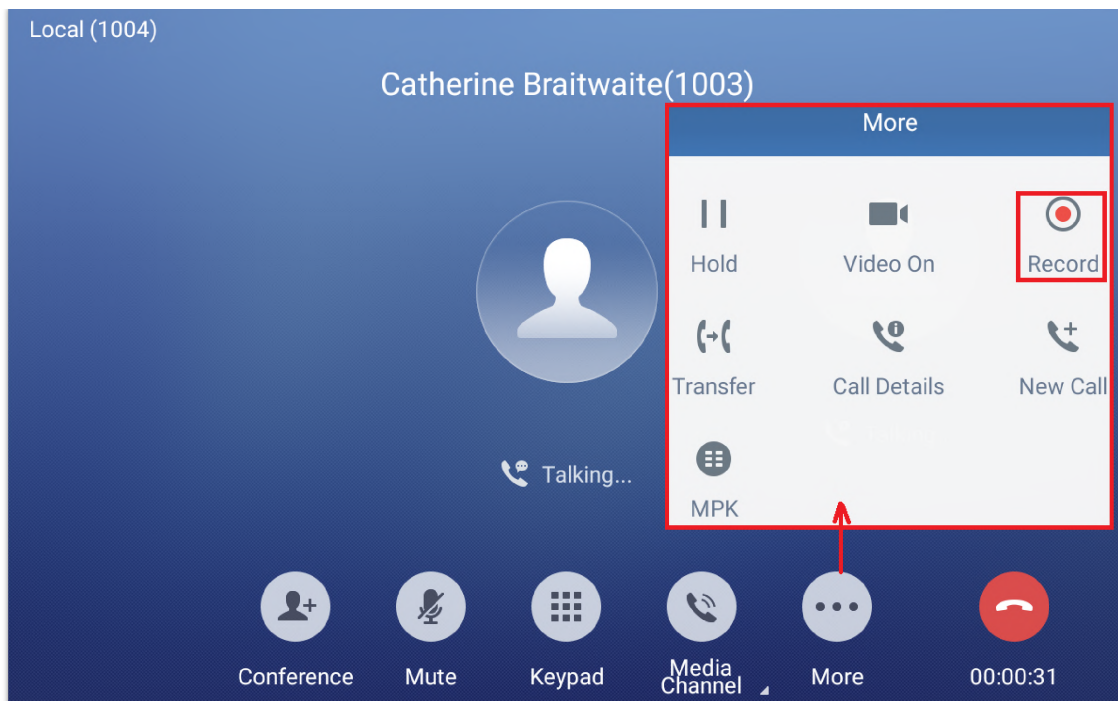 Local (1004)
Catherine Braitwaite(1003)
More
Hold
Video On
Record
Transfer
Call Details
New Call
Talking...
MPK
Conference
Mute
Keypad
Media
Channel
More
00:00:31